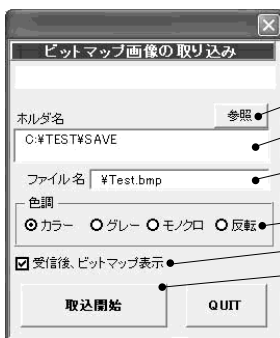 ビットマップ画像の取り込み
参照
ホルダ名
C:¥TEST¥SAVE
ファイル名 ¥Test.bmp
色調
カラー グレー モノクロ 反転
受信後、ビットマップ表示
取込開始 QUIT